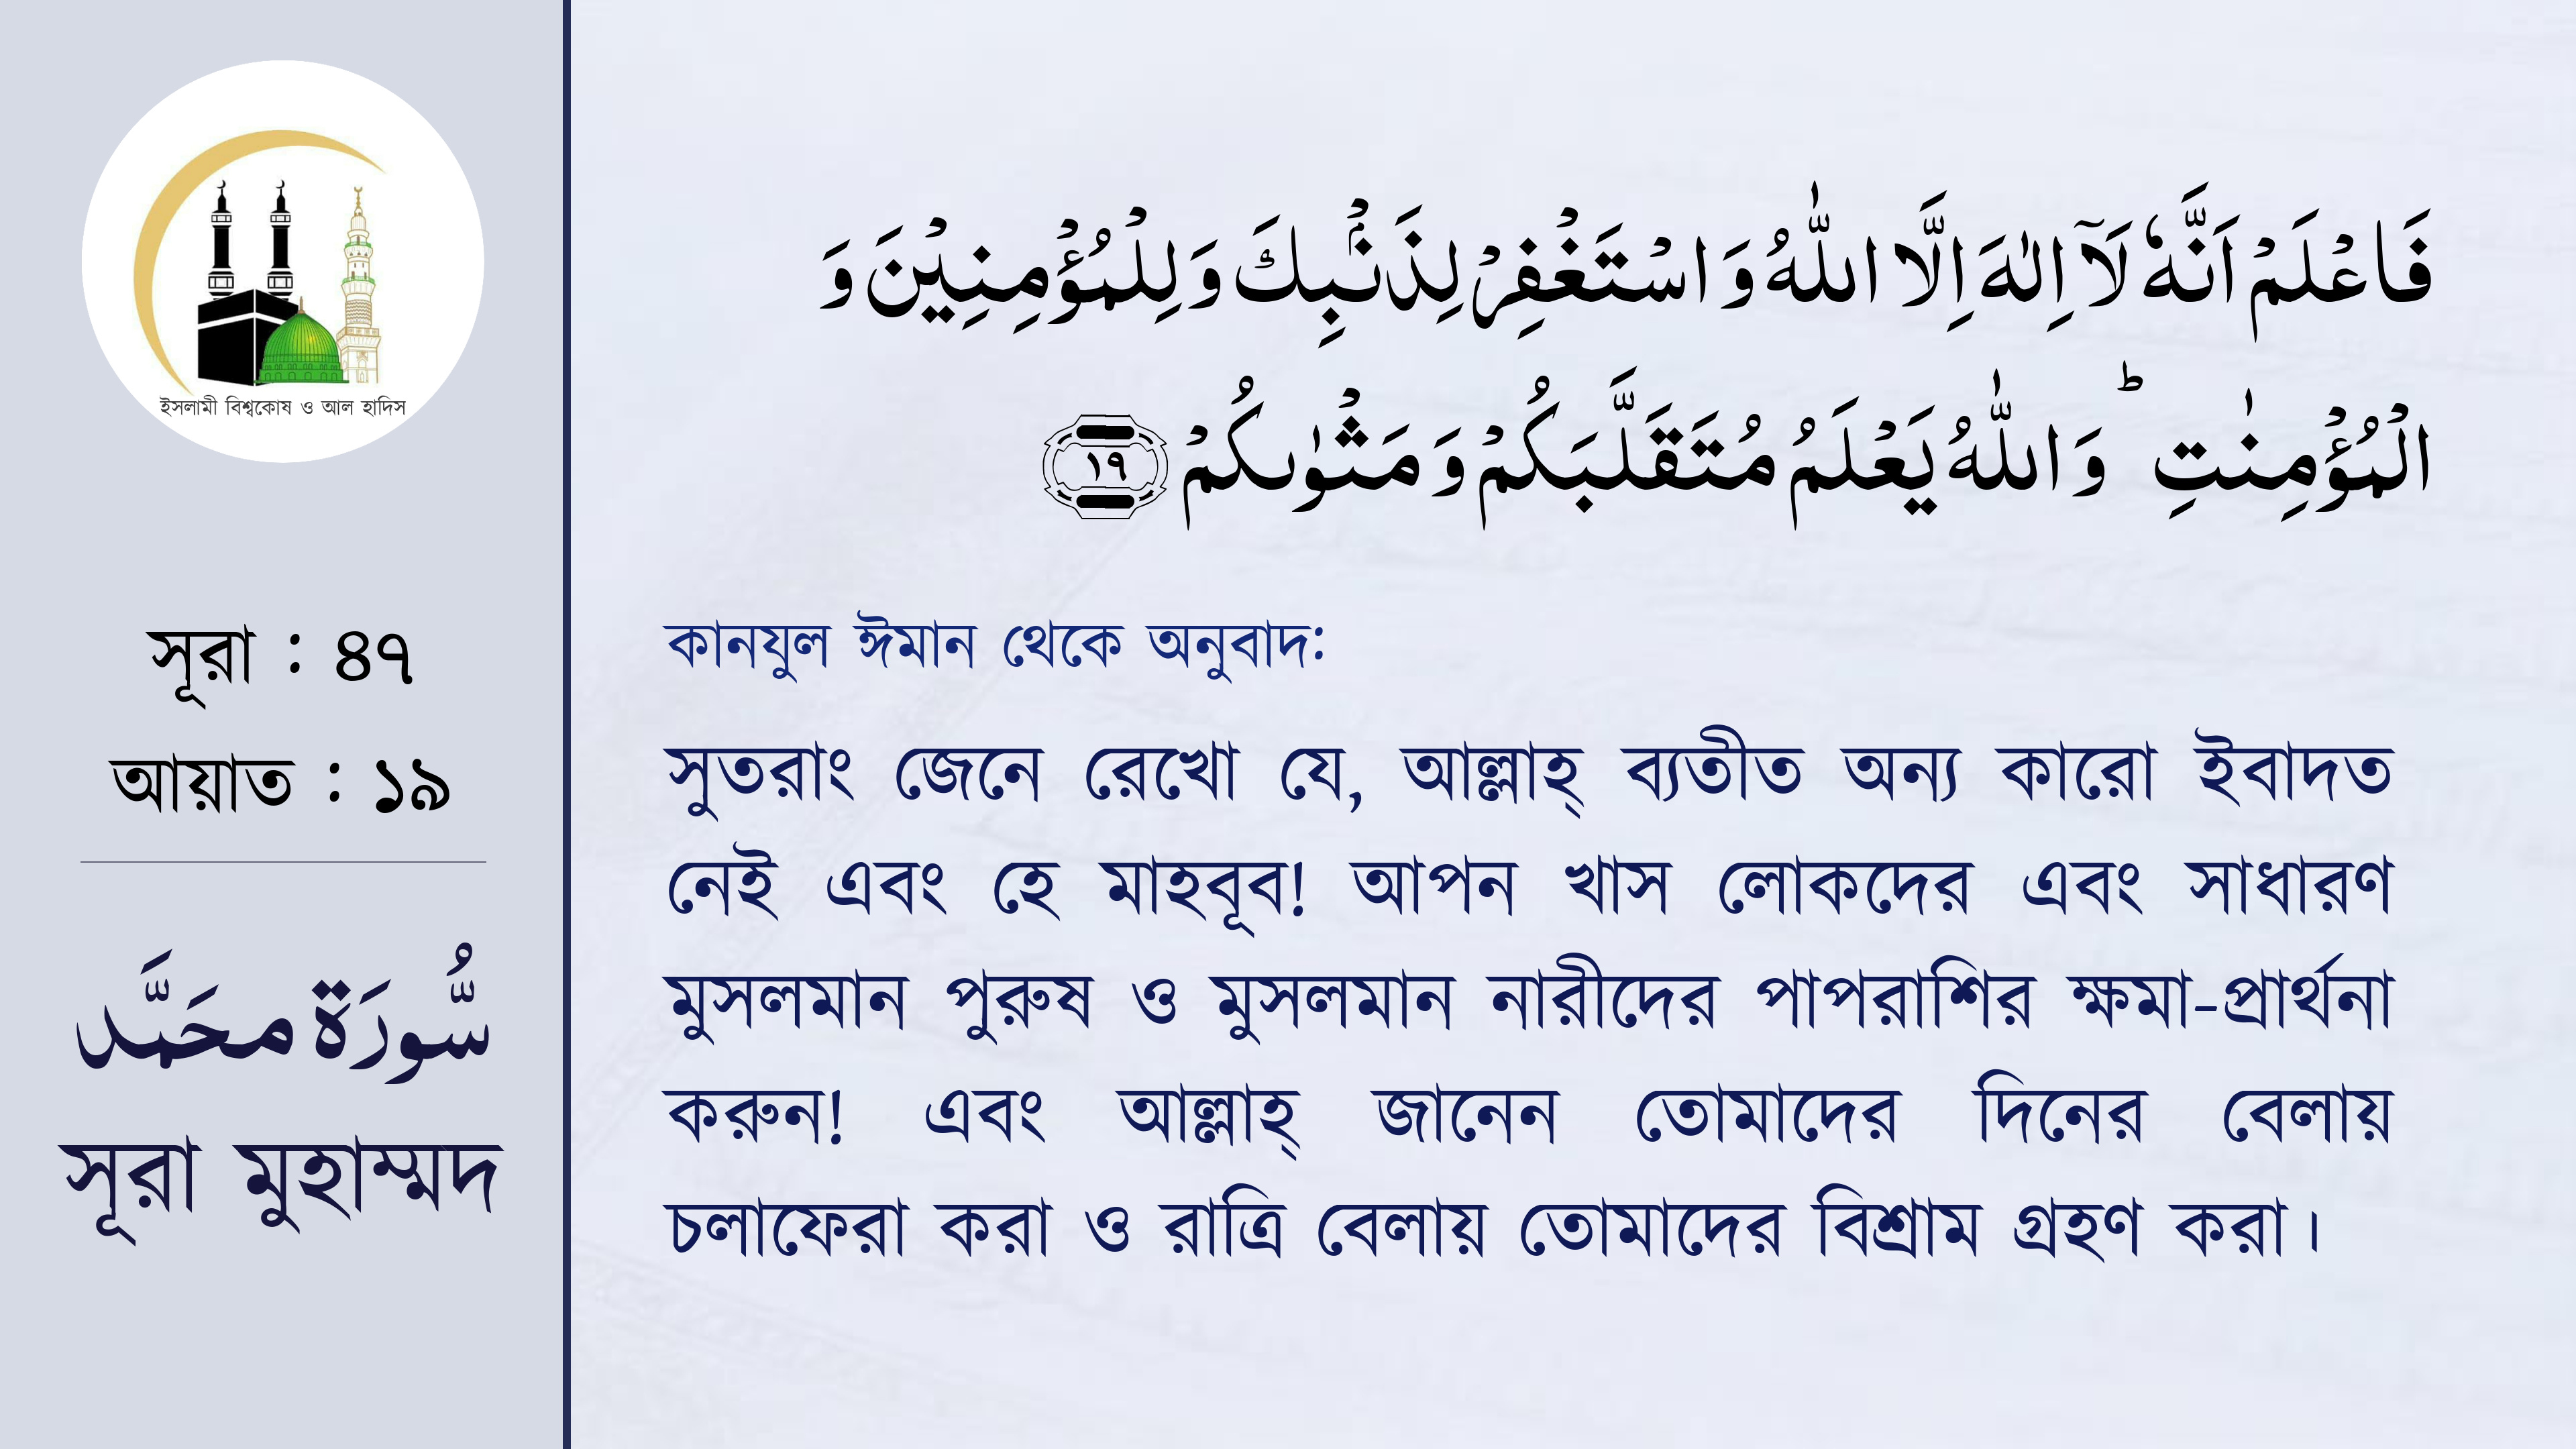 ইসলামী বিশ্বকোষ ও আল হাদিস
সূরা : ৪৭
আয়াত : ১৯
سُّورَة محَمَّد
সূরা মুহাম্মদ
فَاعْلَمْ اَنَّهٗ لَاۤ اِلٰهَ اِلَّا اللّٰهُ وَ اسْتَغْفِرْ لِذَنْۢبِكَ وَ لِلْمُؤْمِنِیْنَ وَ
الْمُؤْمِنٰتِؕ وَ اللّٰهُ یَعْلَمُ مُتَقَلَّبَكُمْ وَ مَثْوٰىكُمْ ۱۹
কানযুল ঈমান থেকে অনুবাদ:
সুতরাং জেনে রেখো যে, আল্লাহ্ ব্যতীত অন্য কারো ইবাদত
নেই এবং হে মাহবূব! আপন খাস লোকদের এবং সাধারণ
মুসলমান পুরুষ ও মুসলমান নারীদের পাপরাশির ক্ষমা-প্রার্থনা
করুন! এবং আল্লাহ্ জানেন তোমাদের দিনের বেলায়
চলাফেরা করা ও রাত্রি বেলায় তোমাদের বিশ্রাম গ্রহণ করা।